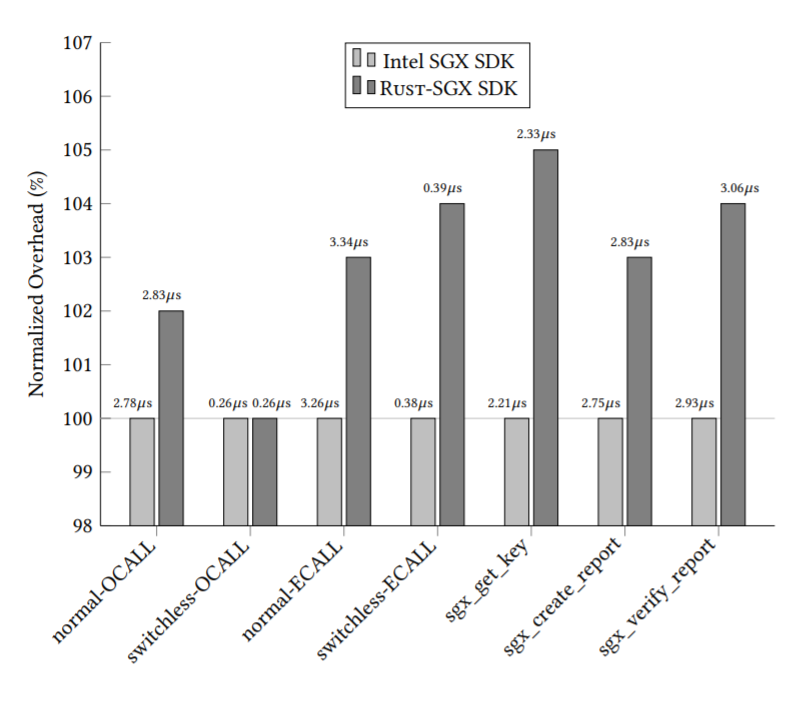 107
106
105
104
103
102
101
100
99
98
Normalized Overhead (%)
Intel SGX SDK
Rust-SGX SDK
2.78μs
2.83μs
0.26μs
0.26μs
3.26μs
3.34μs
0.38μs
0.39μs
2.21μs
2.33μs
2.75μs
2.83μs
2.93μs
3.06μs
normal-OCALL
switchless-OCALL
normal-ECALL
switchless-ECALL
sgx_get_key
sgx_create_report
sgx_verify_report